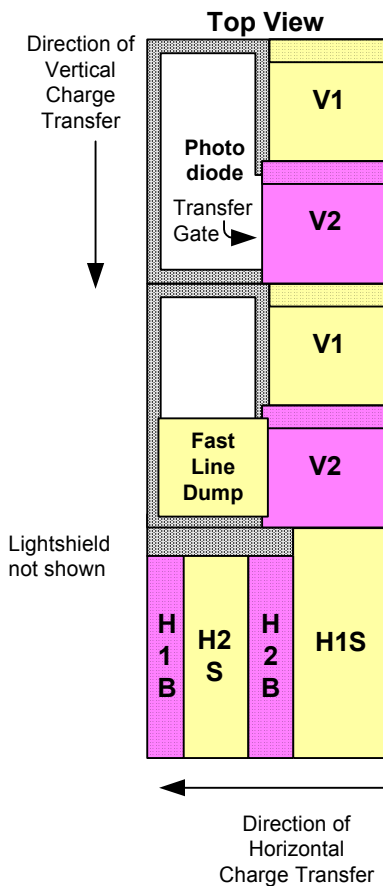 Top View
Direction of
Vertical
Charge
Transfer
V1
Photo
diode
Transfer
Gate
V2
V1
Fast
Line
Dump
V2
Lightshield
not shown
H
1
B
H2
S
H
2
B
H1S
Direction of
Horizontal
Charge Transfer